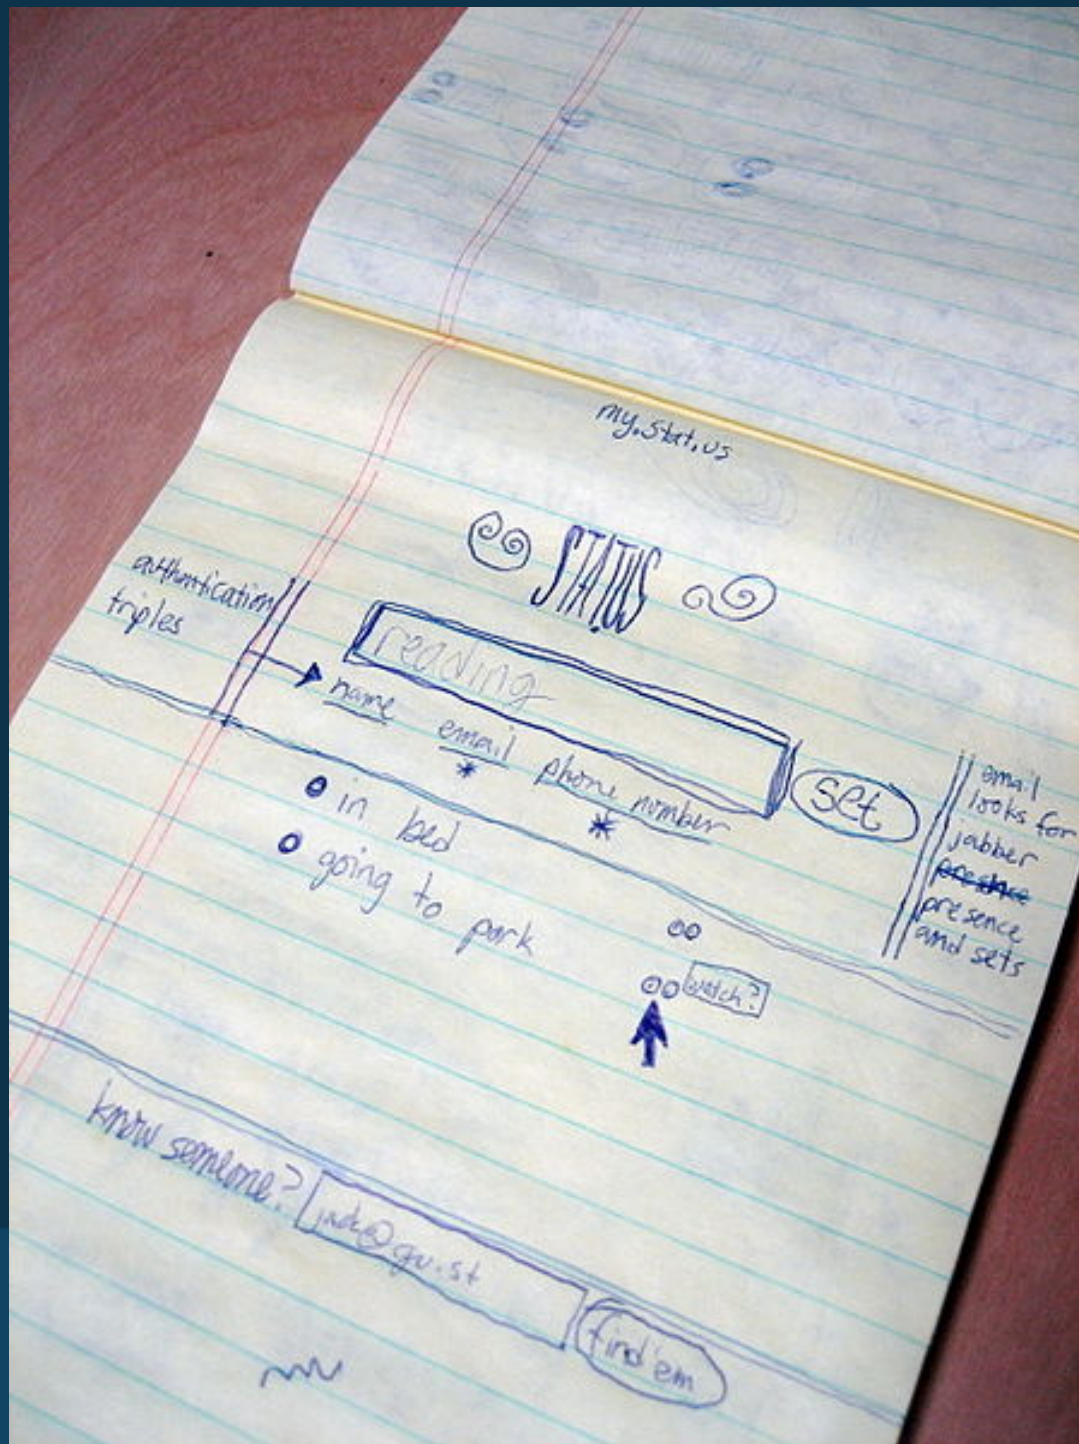 my.stat.us
STATUS
authentication
triples
reading
name email phone number
set
email
looks for
jabber
presence
presence
and sets
in bed
going to park
watch?
know someone?
jack@gu.st
find 'em